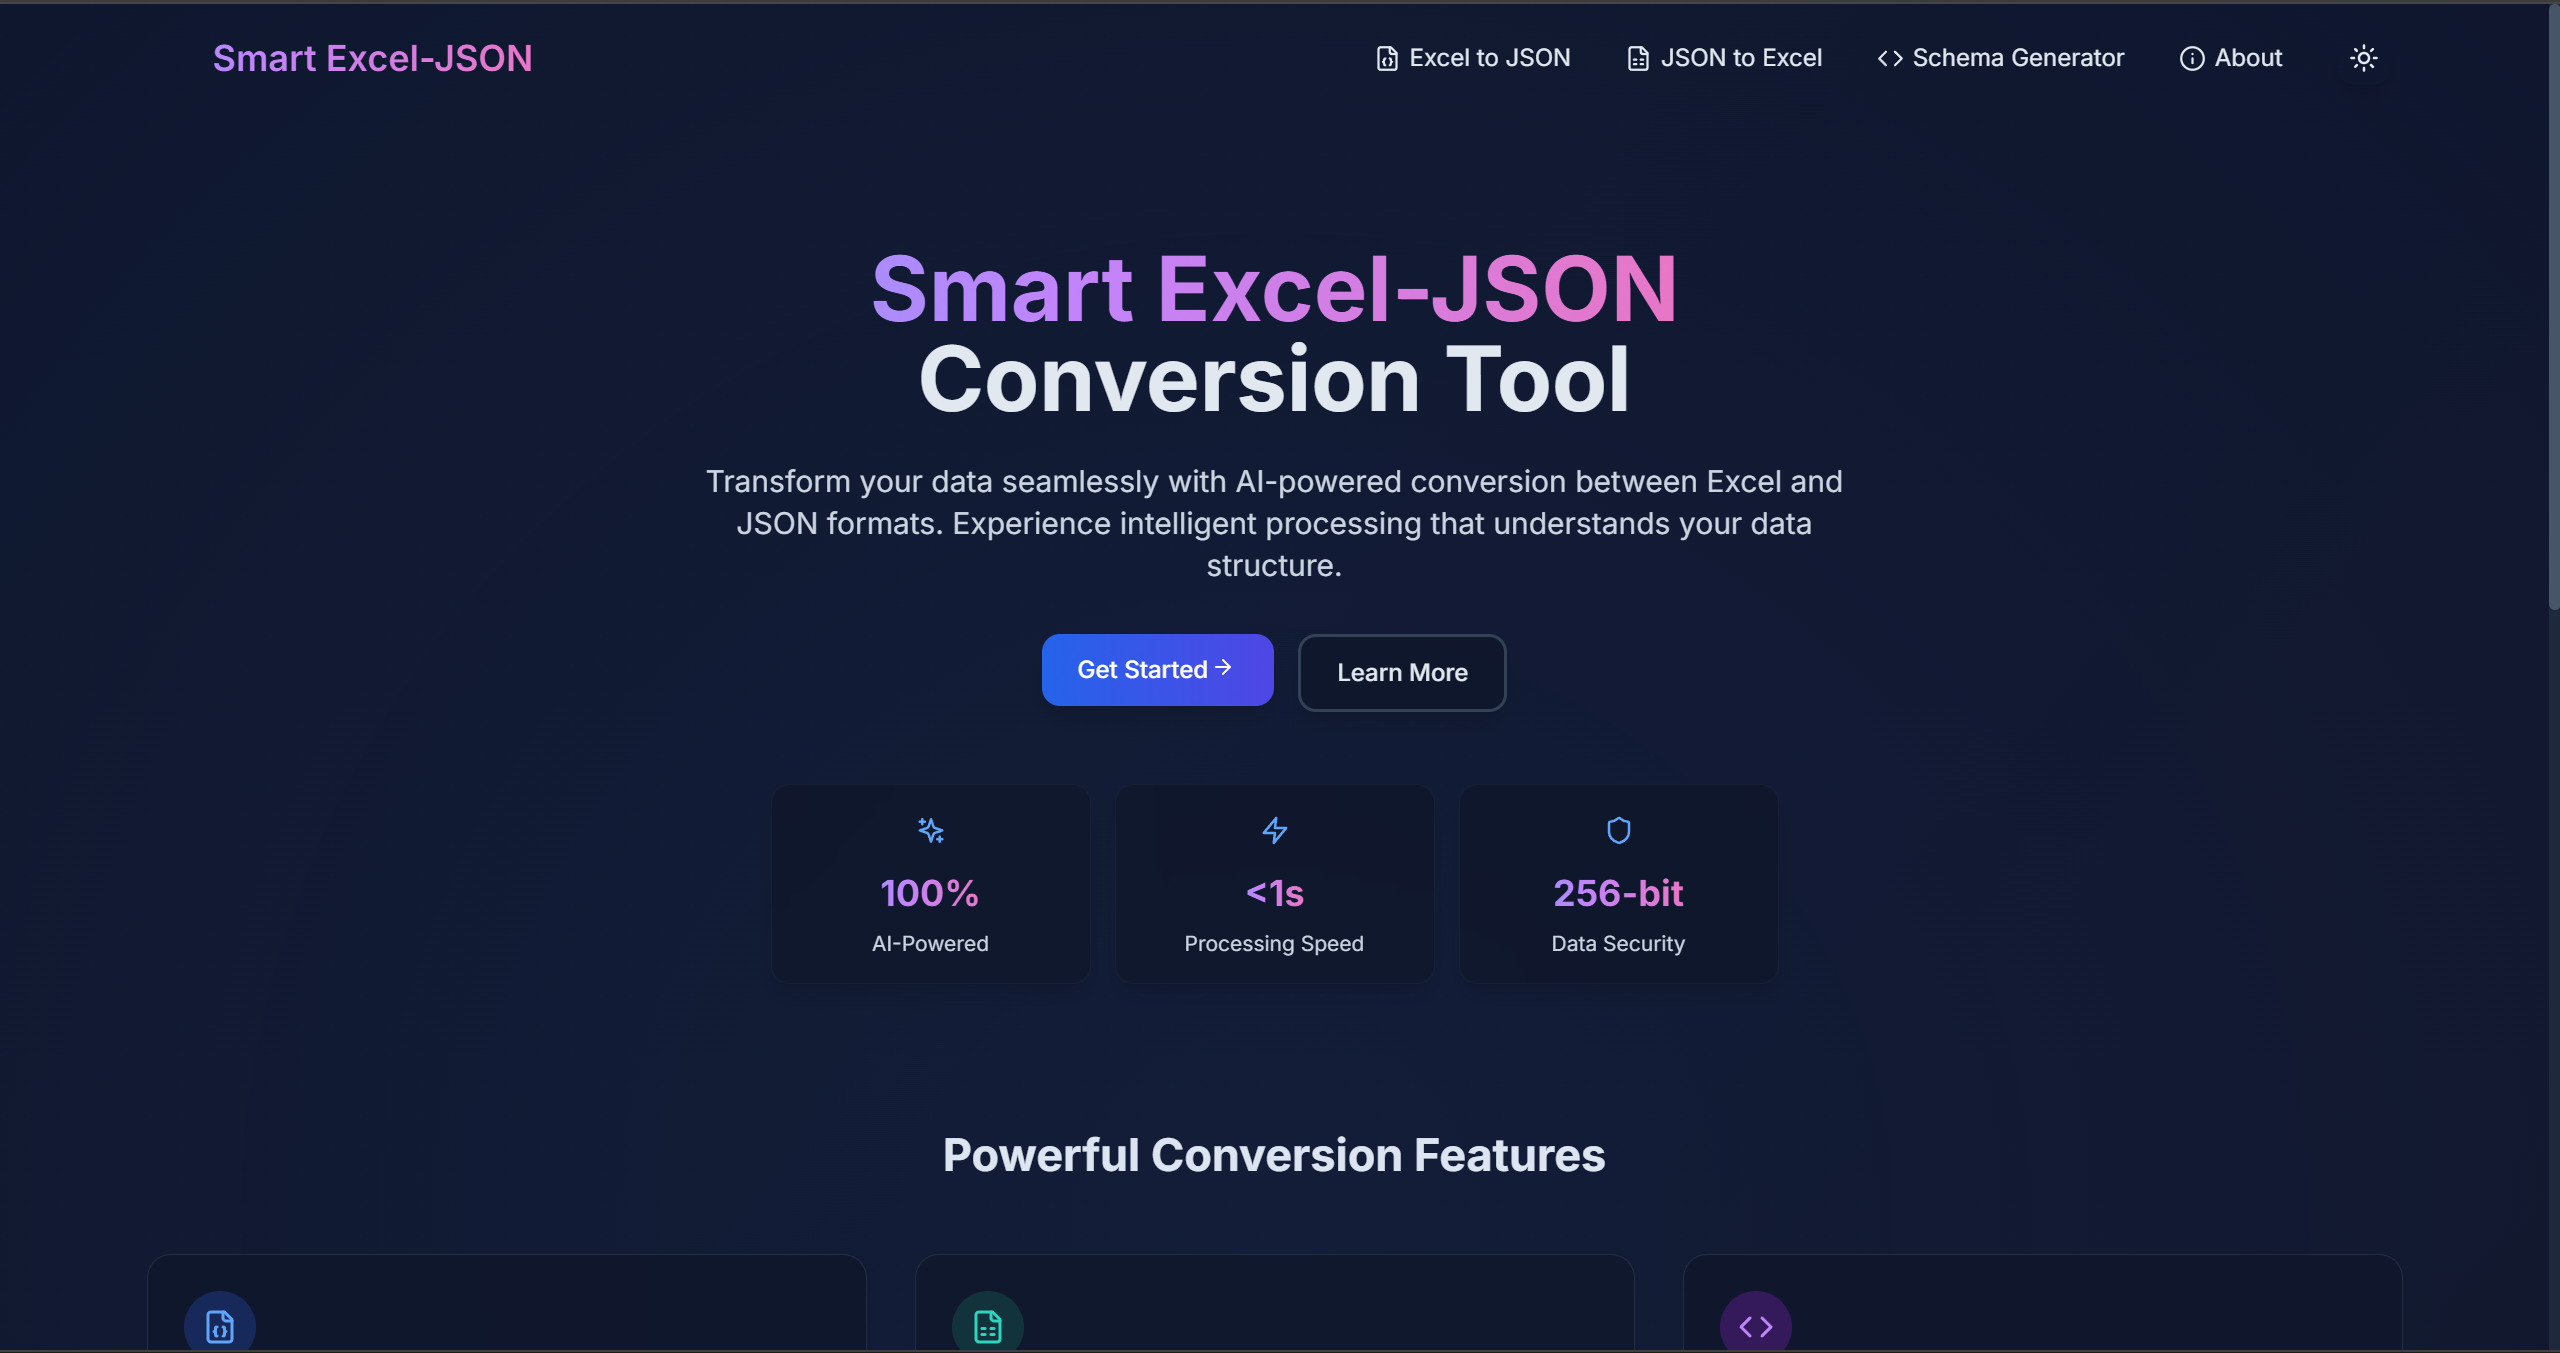 Smart Excel-JSON
Excel to JSON
JSON to Excel
Schema Generator
About
Smart Excel-JSON
Conversion Tool
Transform your data seamlessly with AI-powered conversion between Excel and
JSON formats. Experience intelligent processing that understands your data
structure.
Get Started
Learn More
100%
AI-Powered
<1s
Processing Speed
256-bit
Data Security
Powerful Conversion Features